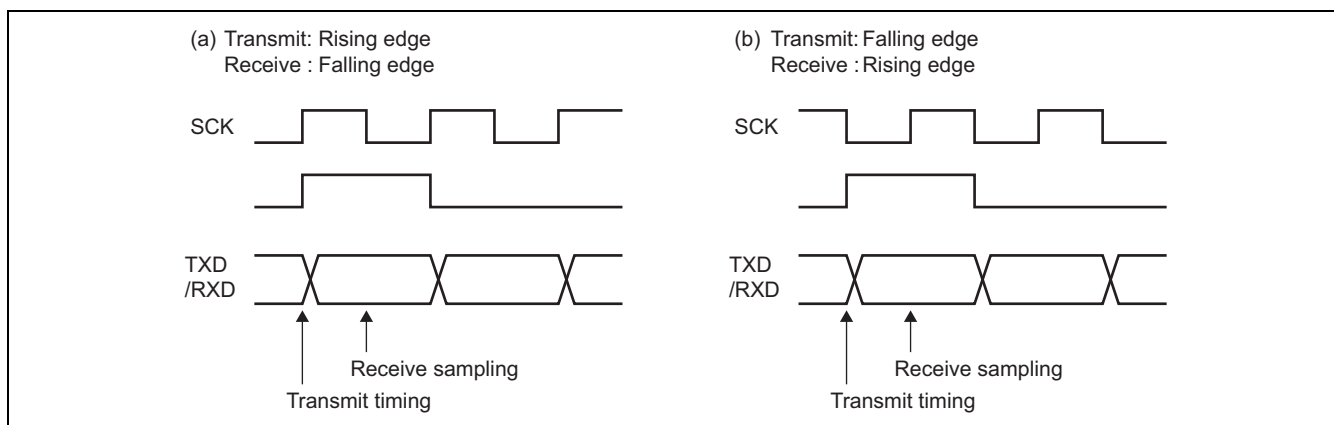 (a) Transmit: Rising edge
Receive : Falling edge
SCK
TXD
/RXD
Receive sampling
Transmit timing
(b) Transmit: Falling edge
Receive : Rising edge
SCK
TXD
/RXD
Receive sampling
Transmit timing